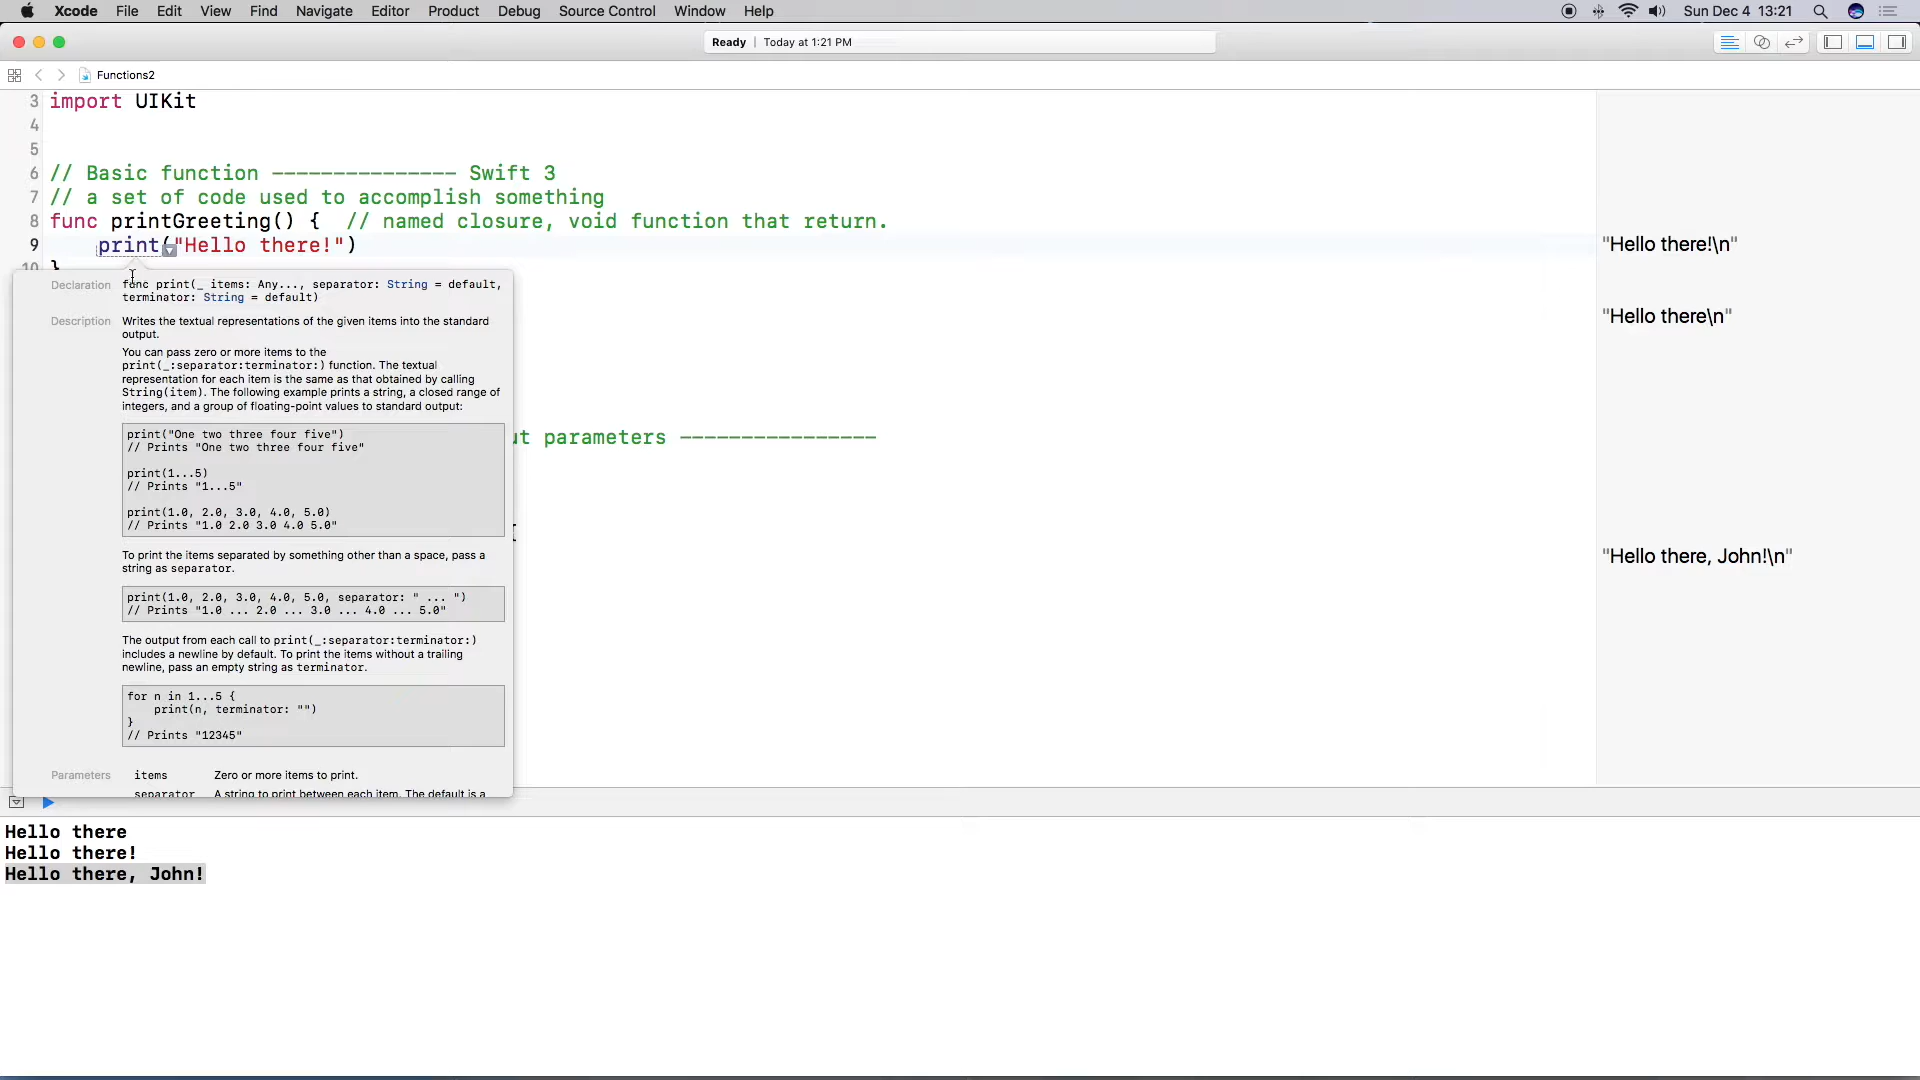 Xcode File Edit View Find Navigate Editor Product Debug Source Control Window Help Sun Dec 4 13:21
Ready | Today at 1:21 PM
Functions2
3 import UIKit
4
5
6 // Basic function --------------- Swift 3
7 // a set of code used to accomplish something
8 func printGreeting() { // named closure, void function that return.
9 print("Hello there!")
"Hello there!\n"
10 }
Declaration func print(_ items: Any..., separator: String = default,
terminator: String = default)
"Hello there\n"
Description Writes the textual representations of the given items into the standard
output.
You can pass zero or more items to the
print(_:separator:terminator:) function. The textual
representation for each item is the same as that obtained by calling
String(item). The following example prints a string, a closed range of
integers, and a group of floating-point values to standard output:
print("One two three four five")
// Prints "One two three four five"
parameters ----------------
print(1...5)
// Prints "1...5"
print(1.0, 2.0, 3.0, 4.0, 5.0)
// Prints "1.0 2.0 3.0 4.0 5.0"
To print the items separated by something other than a space, pass a
string as separator.
"Hello there, John!\n"
print(1.0, 2.0, 3.0, 4.0, 5.0, separator: " ... ")
// Prints "1.0 ... 2.0 ... 3.0 ... 4.0 ... 5.0"
The output from each call to print(_:separator:terminator:)
includes a newline by default. To print the items without a trailing
newline, pass an empty string as terminator.
for n in 1...5 {
print(n, terminator: "")
}
// Prints "12345"
Parameters items Zero or more items to print.
separator A string to print between each item. The default is a
Hello there
Hello there!
Hello there, John!